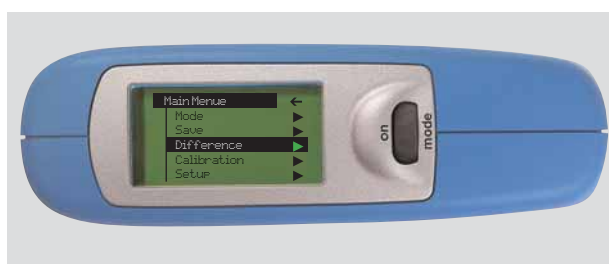 Main Menue
Mode
Save
Difference
Calibration
Setup
on
mode